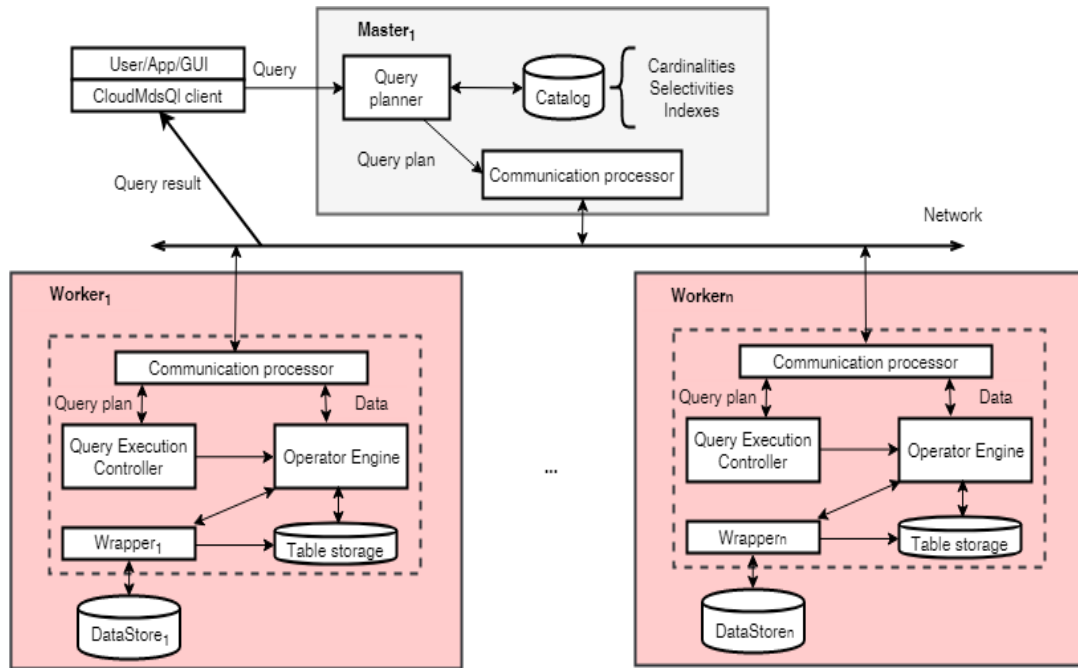 Master1
User/App/GUI
CloudMdsQl client
Query
Query
planner
Catalog
Cardinalities
Selectivities
Indexes
Query plan
Communication processor
Query result
Network
Worker1
Communication processor
Query plan
Data
Query Execution
Controller
Operator Engine
Wrapper1
Table storage
DataStore1
...
Workern
Communication processor
Query plan
Data
Query Execution
Controller
Operator Engine
Wrappern
Table storage
DataStoren